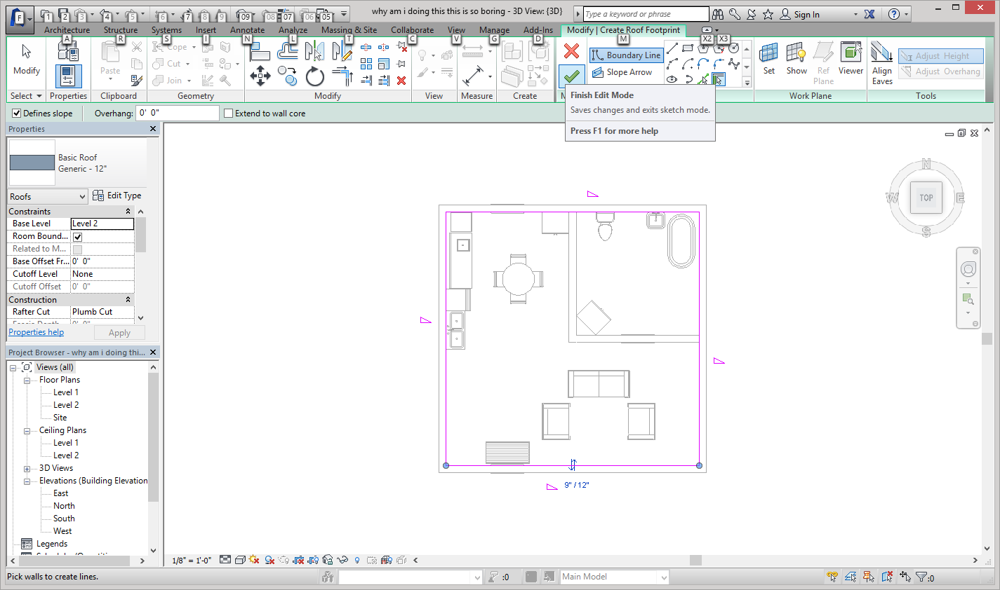 why am i doing this this is so boring - 3D View: {3D}
Type a keyword or phrase
Sign In
1 2 3 4 5 6 7 8 9 09 08 07 06 05
F
Architecture Structure Systems Insert Annotate Analyze Massing & Site Collaborate View Manage Add-Ins Modify | Create Roof Footprint
A R S I N L T C V G D M X2 X3
Modify
Paste
Cope
Cut
Join
Boundary Line
Slope Arrow
Set
Show
Ref Plane
Viewer
Align Eaves
Adjust Height
Adjust Overhang
Select Properties Clipboard Geometry Modify View Measure Create M Work Plane Tools
Finish Edit Mode
Saves changes and exits sketch mode.
Press F1 for more help
Defines slope Overhang: 0' 0" Extend to wall core
Properties
Basic Roof
Generic - 12"
Roofs Edit Type
Constraints
Base Level Level 2
Room Bound...
Related to M...
Base Offset Fr... 0' 0"
Cutoff Level None
Cutoff Offset 0' 0"
Construction
Rafter Cut Plumb Cut
Properties help Apply
Project Browser - why am i doing thi...
Views (all)
Floor Plans
Level 1
Level 2
Site
Ceiling Plans
Level 1
Level 2
3D Views
Elevations (Building Elevation
East
North
South
West
Legends
N
W TOP E
S
9" / 12"
1/8" = 1'-0"
Pick walls to create lines.
:0
Main Model
:0